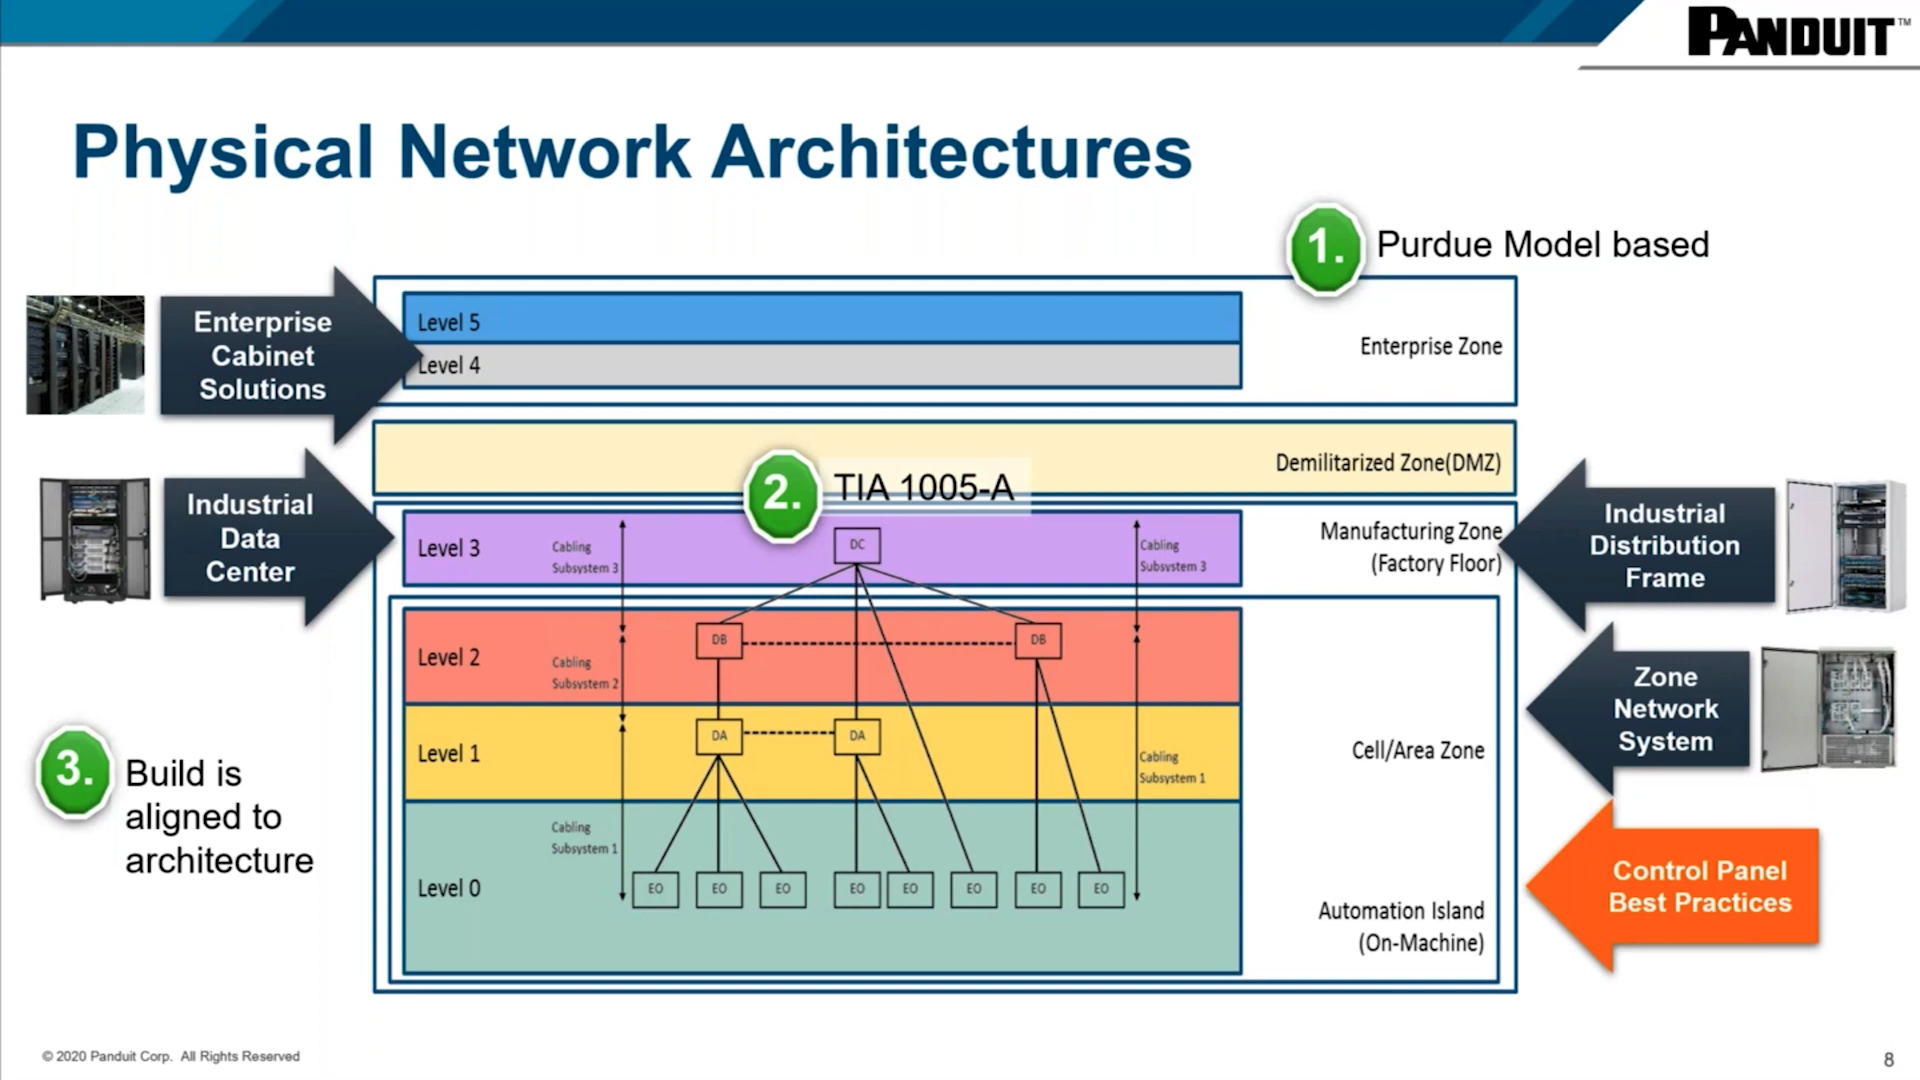 PANDUIT™
Physical Network Architectures
1. Purdue Model based
Enterprise
Cabinet
Solutions
Level 5
Level 4
Enterprise Zone
Demilitarized Zone(DMZ)
2. TIA 1005-A
Industrial
Data
Center
Level 3
Cabling
Subsystem 3
DC
Cabling
Subsystem 3
Manufacturing Zone
(Factory Floor)
Industrial
Distribution
Frame
Level 2
Cabling
Subsystem 2
DB
DB
Zone
Network
System
Level 1
DA
DA
Cabling
Subsystem 1
Cell/Area Zone
3. Build is
aligned to
architecture
Cabling
Subsystem 1
Level 0
EO EO EO EO EO EO EO EO
Automation Island
(On-Machine)
Control Panel
Best Practices
© 2020 Panduit Corp. All Rights Reserved
8